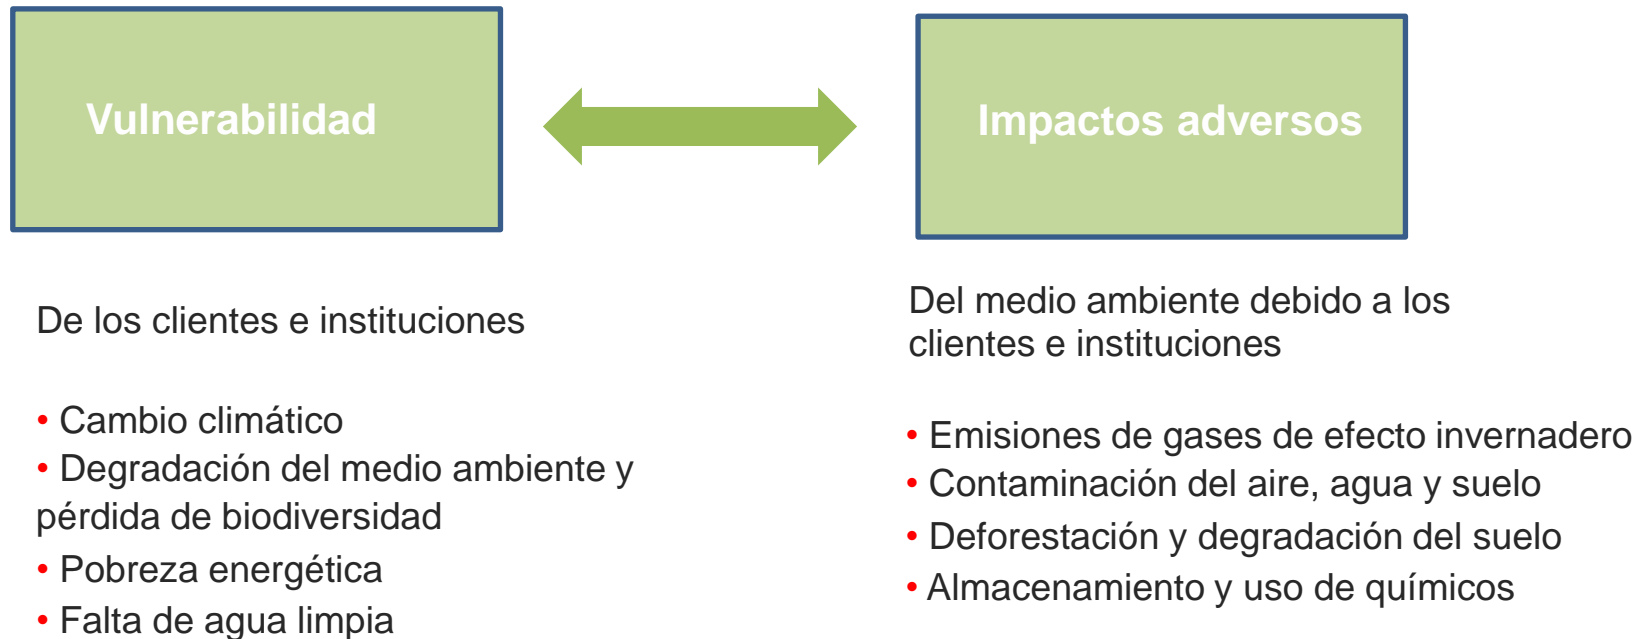 Vulnerabilidad
De los clientes e instituciones
• Cambio climático
• Degradación del medio ambiente y
pérdida de biodiversidad
• Pobreza energética
• Falta de agua limpia
Impactos adversos
Del medio ambiente debido a los
clientes e instituciones
• Emisiones de gases de efecto invernadero
• Contaminación del aire, agua y suelo
• Deforestación y degradación del suelo
• Almacenamiento y uso de químicos